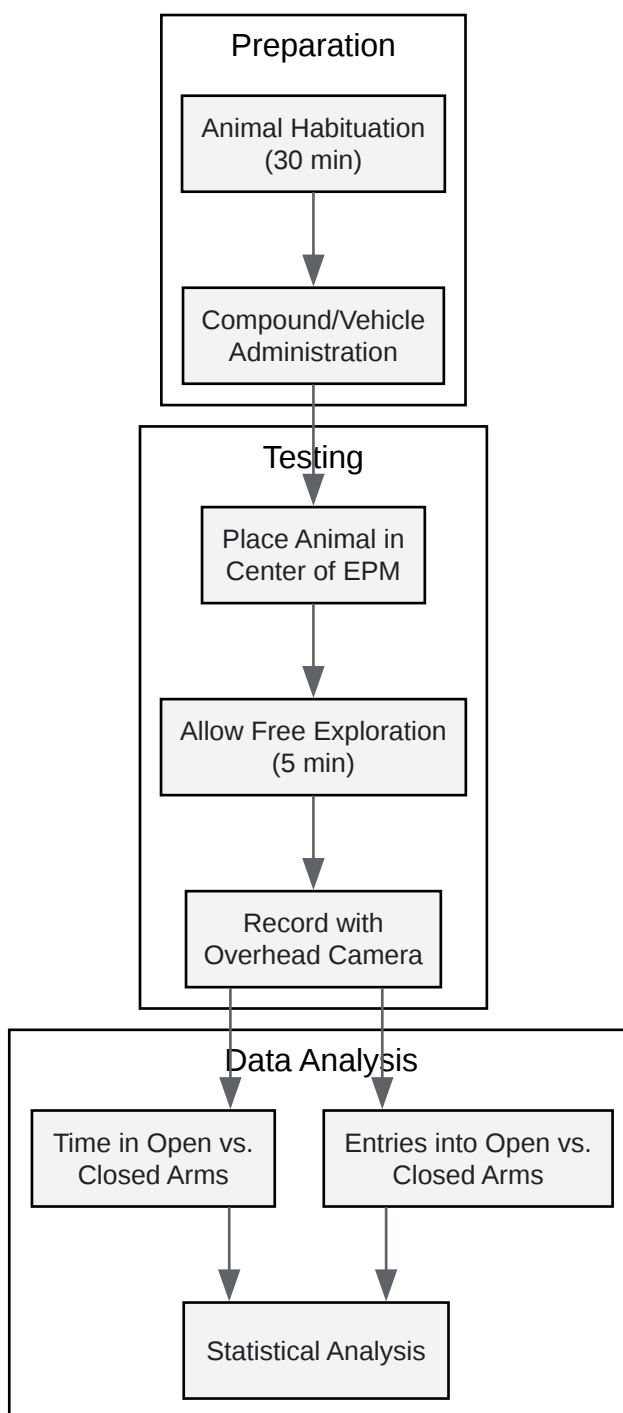 Preparation
Animal Habituation
(30 min)
Compound/Vehicle
Administration
Testing
Place Animal in
Center of EPM
Allow Free Exploration
(5 min)
Record with
Overhead Camera
Data Analysis
Time in Open vs.
Closed Arms
Entries into Open vs.
Closed Arms
Statistical Analysis